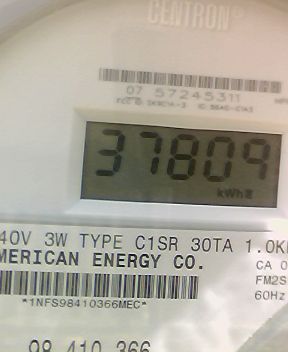 CENTRON®
07 57245311
37809
kWh
40V 3W TYPE C1SR 30TA 1.0K
MERICAN ENERGY CO.
CA 0
FM2S
60Hz
*1NFS98410366MEC*
98 410 366